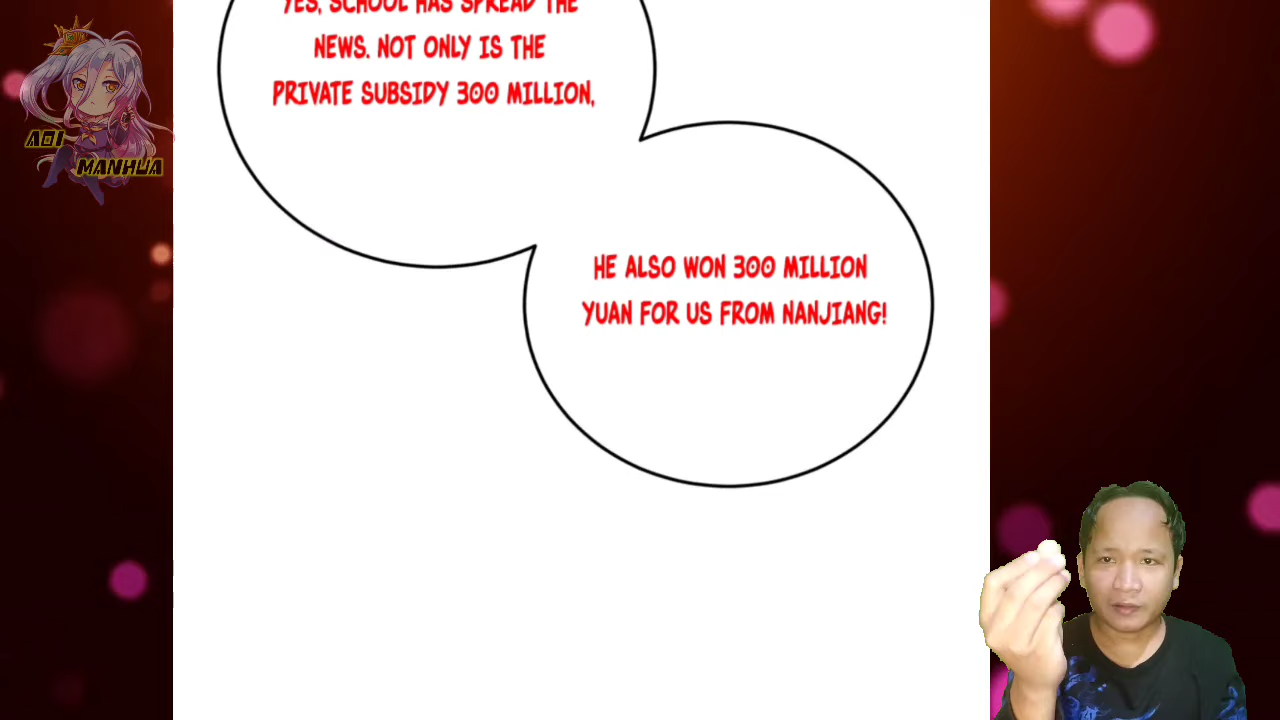 YES, SCHOOL HAS SPREAD THE
NEWS. NOT ONLY IS THE
PRIVATE SUBSIDY 300 MILLION,
HE ALSO WON 300 MILLION
YUAN FOR US FROM NANJIANG!
AOI
MANHUA